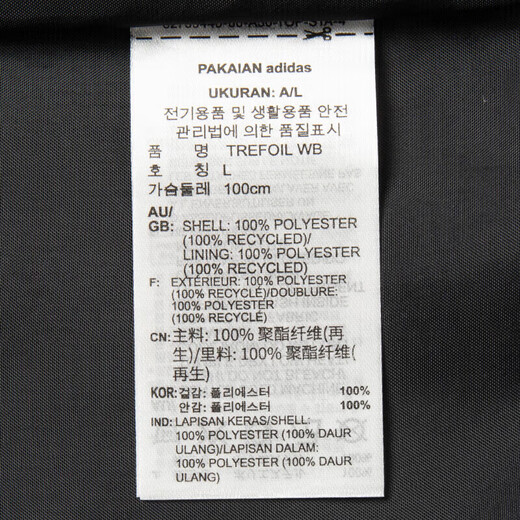 PAKAIAN adidas
UKURAN: A/L
전기용품 및 생활용품 안전
관리법에 의한 품질표시
품 명 TREFOIL WB
호 칭 L
가슴둘레 100cm
AU/
GB: SHELL: 100% POLYESTER
(100% RECYCLED)/
LINING: 100% POLYESTER
(100% RECYCLED)
F: EXTÉRIEUR: 100% POLYESTER
(100% RECYCLÉ)/DOUBLURE:
100% POLYESTER
(100% RECYCLÉ)
CN: 主料: 100% 聚酯纤维(再
生)/里料: 100% 聚酯纤维(
再生)
KOR: 겉감: 폴리에스터 100%
안감: 폴리에스터 100%
IND: LAPISAN KERAS/SHELL:
100% POLYESTER (100% DAUR
ULANG)/LAPISAN DALAM:
100% POLYESTER (100% DAUR
ULANG)